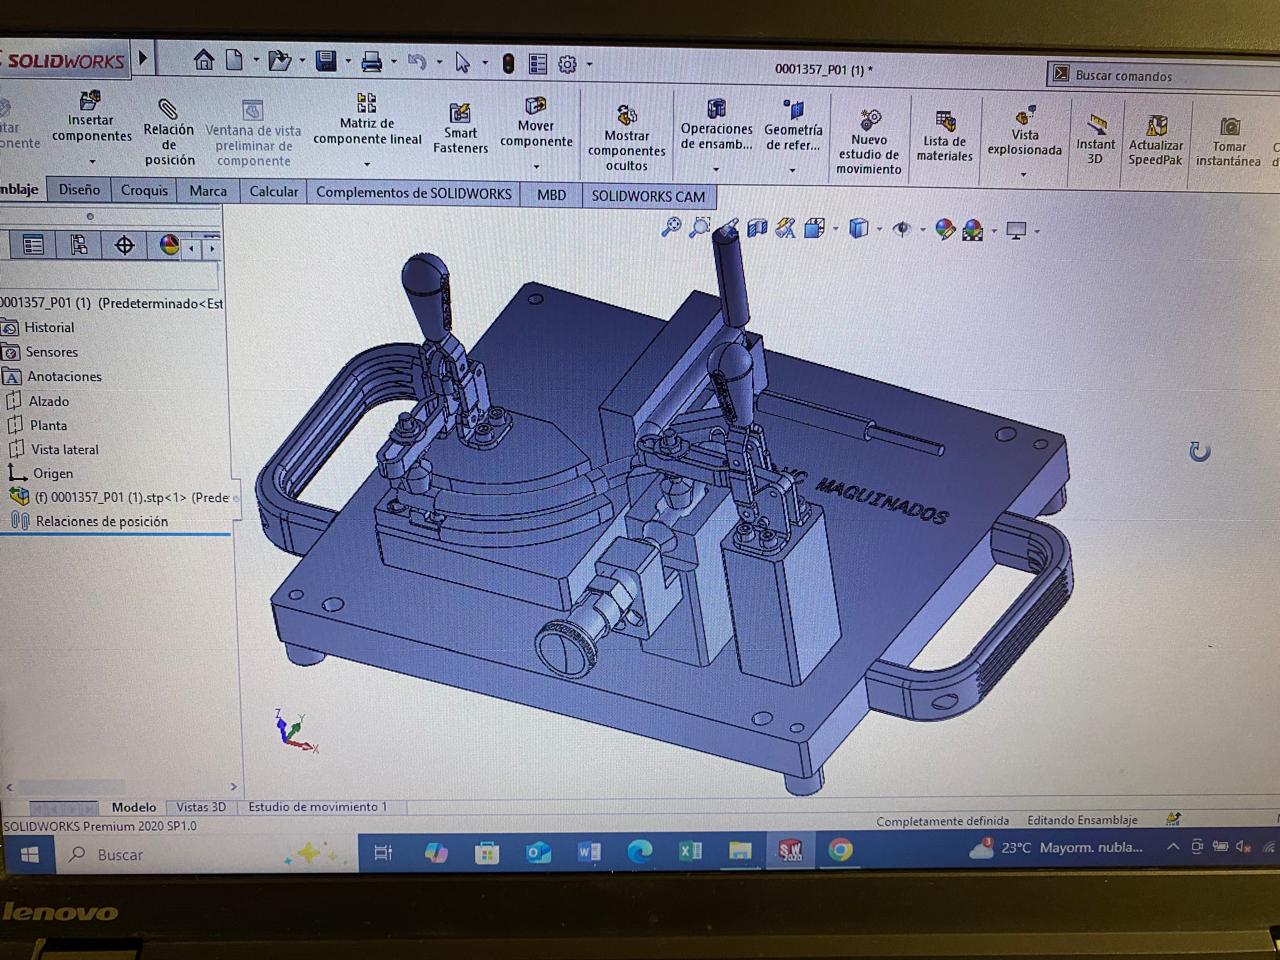 SOLIDWORKS
0001357_P01 (1) *
Buscar comandos
Insertar
componentes
Relación
de
posición
Ventana de vista
preliminar de
componente
Matriz de
componente lineal
Smart
Fasteners
Mover
componente
Mostrar
componentes
ocultos
Operaciones
de ensamb...
Geometría
de refer...
Nuevo
estudio de
movimiento
Lista de
materiales
Vista
explosionada
Instant
3D
Actualizar
SpeedPak
Tomar
instantánea
mblaje
Diseño
Croquis
Marca
Calcular
Complementos de SOLIDWORKS
MBD
SOLIDWORKS CAM
0001357_P01 (1) (Predeterminado<Est
Historial
Sensores
Anotaciones
Alzado
Planta
Vista lateral
Origen
(f) 0001357_P01 (1).stp<1> (Prede
Relaciones de posición
MAQUINADOS
Z
Y
X
Modelo
Vistas 3D
Estudio de movimiento 1
SOLIDWORKS Premium 2020 SP1.0
Completamente definida
Editando Ensamblaje
Buscar
23°C Mayorm. nubla...
lenovo